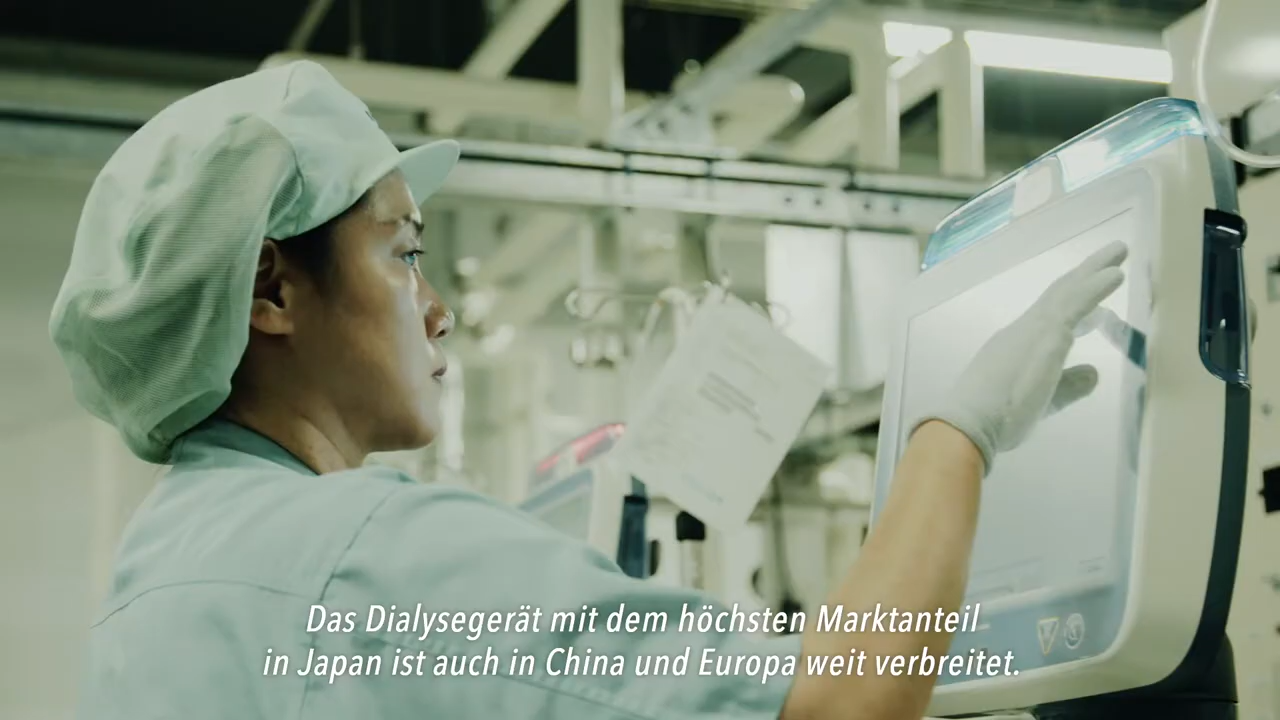 Das Dialysegerät mit dem höchsten Marktanteil
in Japan ist auch in China und Europa weit verbreitet.